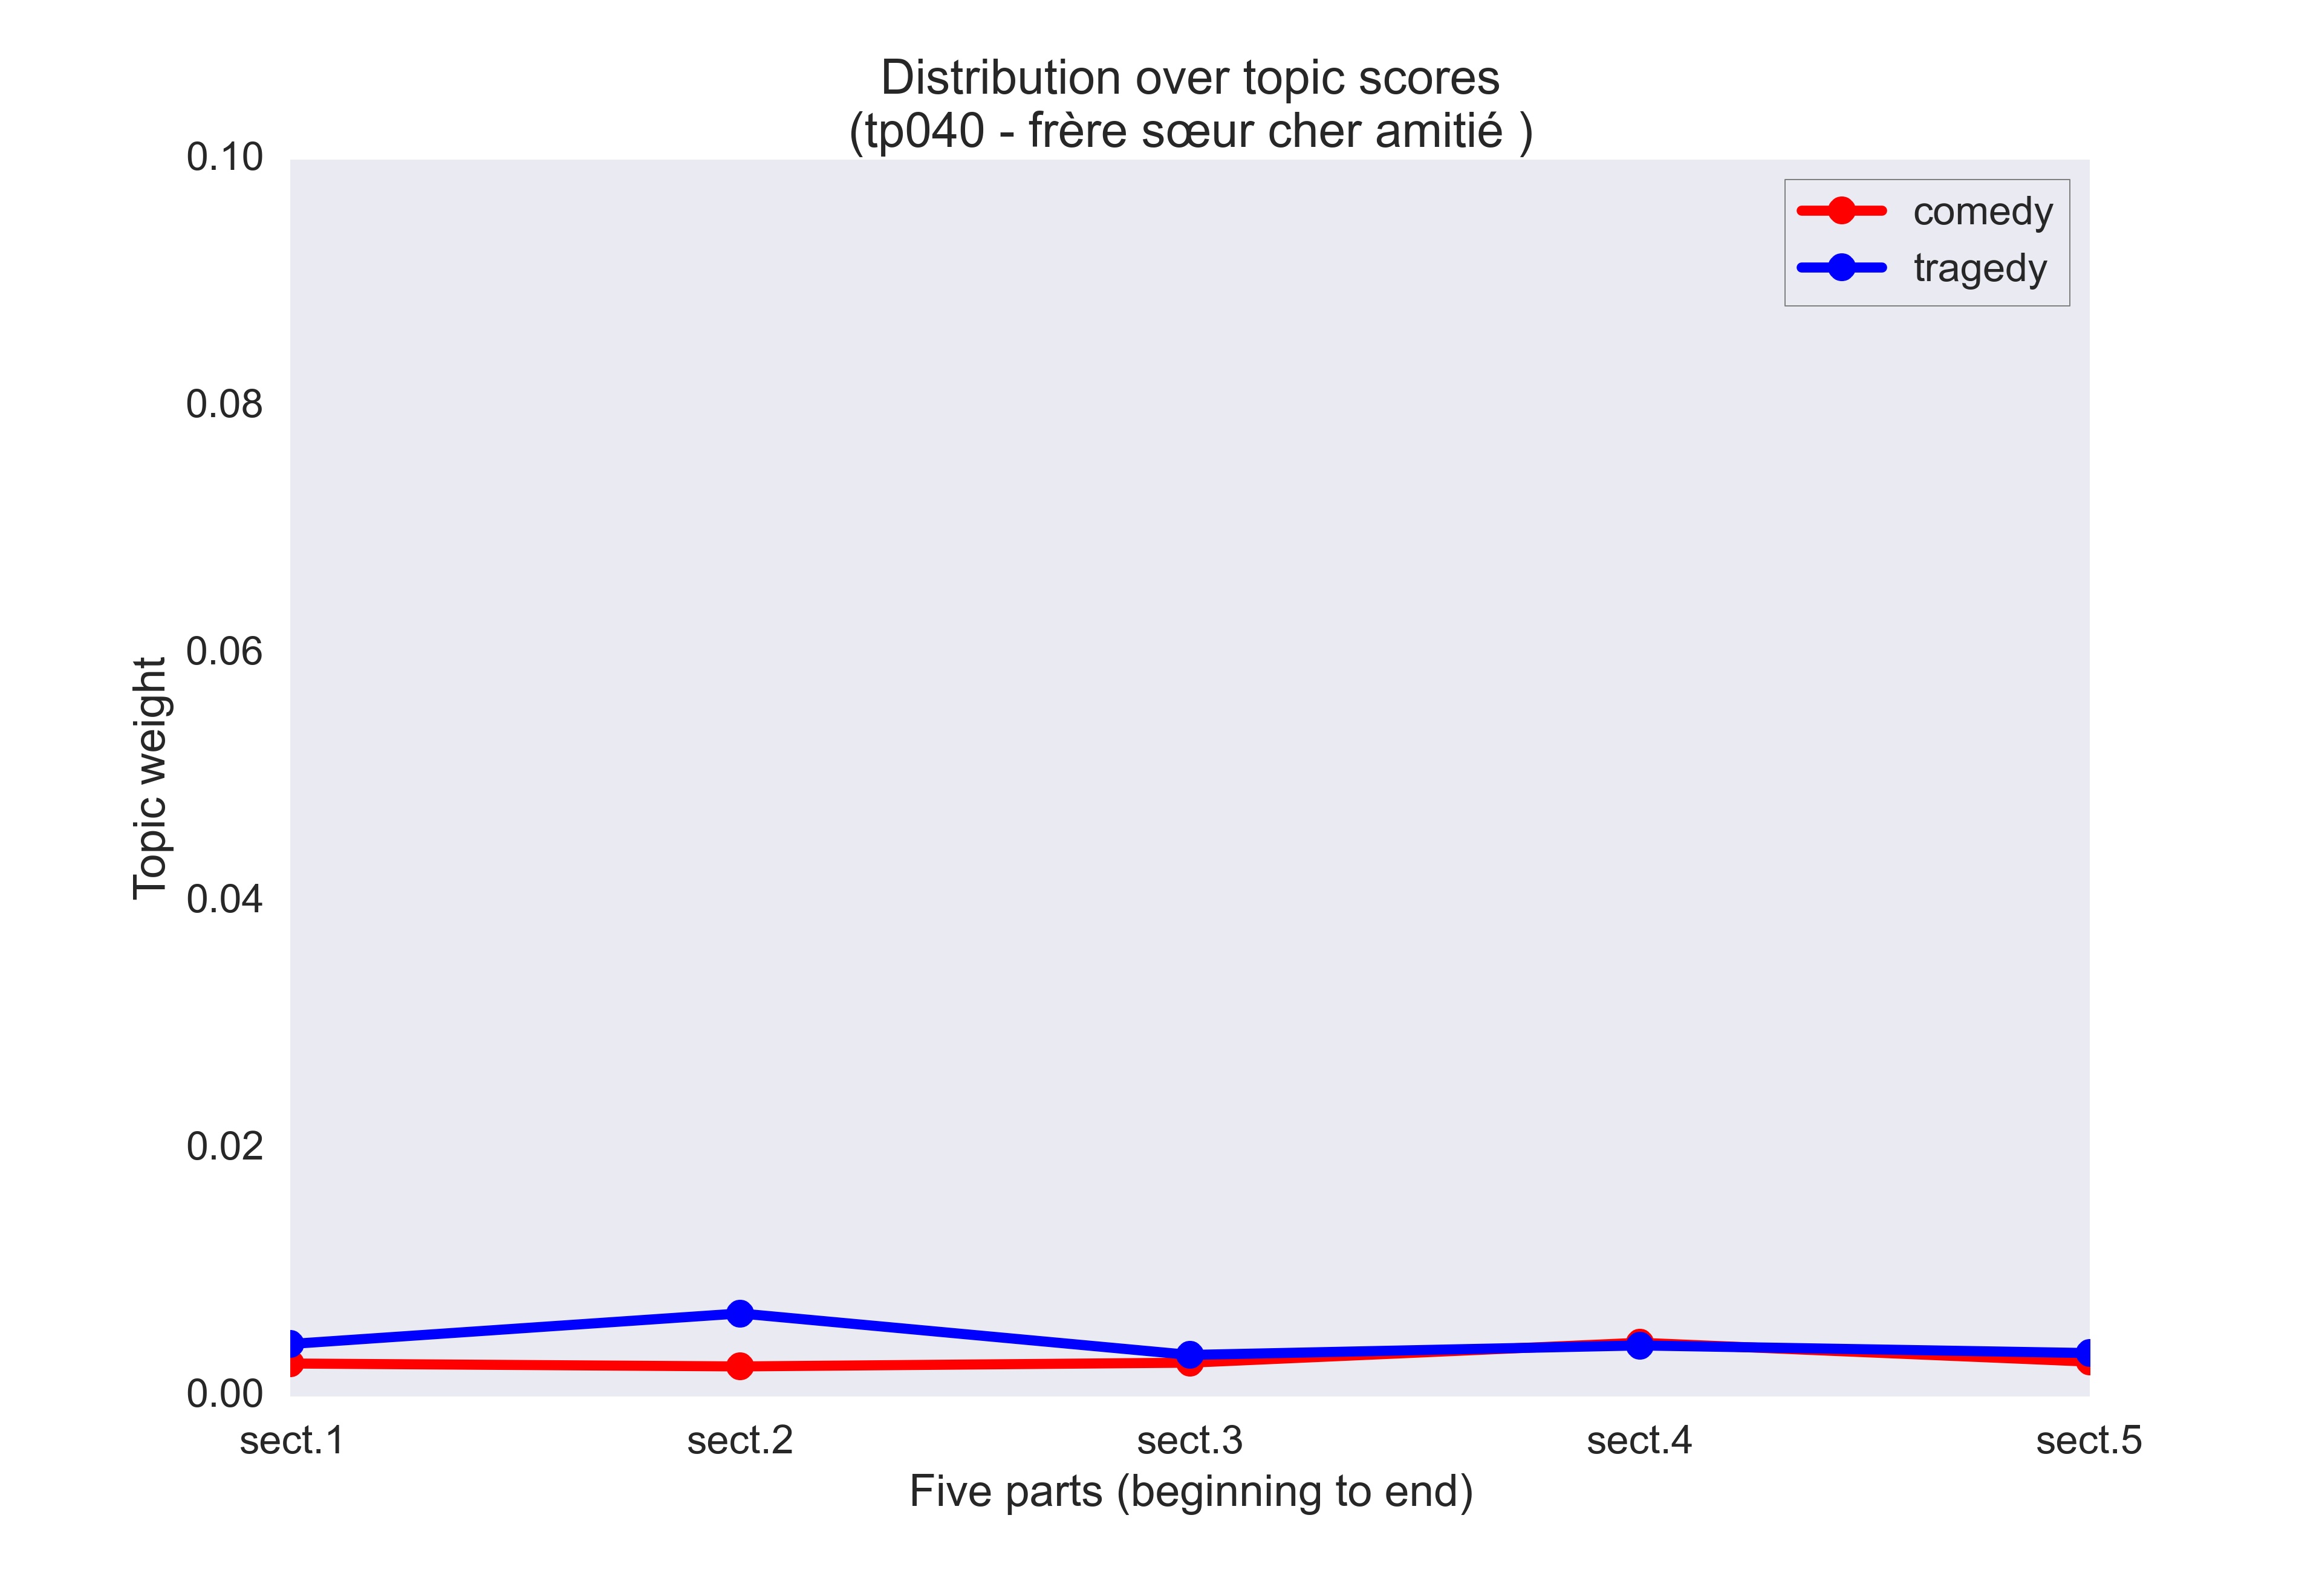 Distribution over topic scores
(tp040 - frère sœur cher amitié )
comedy
tragedy
Topic weight
0.10
0.08
0.06
0.04
0.02
0.00
sect.1 sect.2 sect.3 sect.4 sect.5
Five parts (beginning to end)